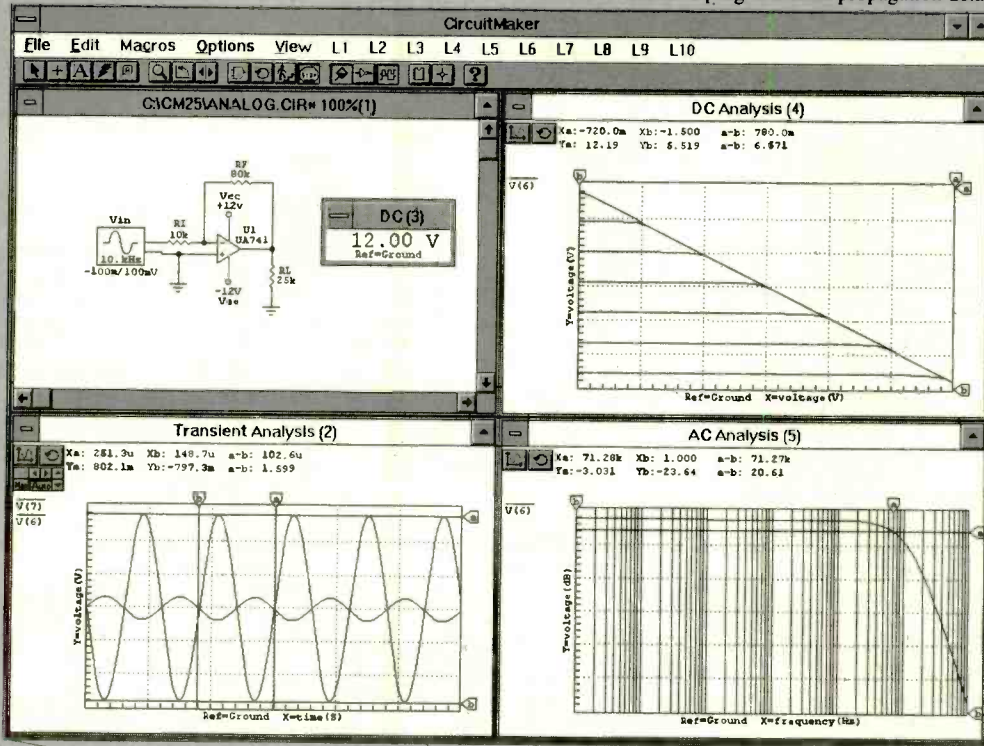 CircuitMaker
File Edit Macros Options View L1 L2 L3 L4 L5 L6 L7 L8 L9 L10
C:\CM25\ANALOG.CIR* 100%(1)
RF
80k
Vcc
+12v
Vin
RI
10k
U1
UA741
10.kHz
-100m/100mV
-12V
RL
25k
DC (3)
12.00 V
Ref=Ground
DC Analysis (4)
Xa:-720.0m Xb:-1.500 a-b: 780.0m
Ya: 12.19 Yb: 5.519 a-b: 6.671
V(6)
b
a
Y=voltage(V)
b
Ref=Ground X=voltage(V)
Transient Analysis (2)
Xa: 251.3u Xb: 148.7u a-b: 102.6u
Ya: 802.1m Yb:-797.3m a-b: 1.599
V(7)
V(6)
b
a
a
Y=voltage(V)
b
Ref=Ground X=time(S)
AC Analysis (5)
Xa: 71.28k Xb: 1.000 a-b: 71.27k
Ya:-3.031 Yb:-23.64 a-b: 20.61
V(6)
b
a
a
Y=voltage(dB)
b
Ref=Ground X=frequency(Hz)